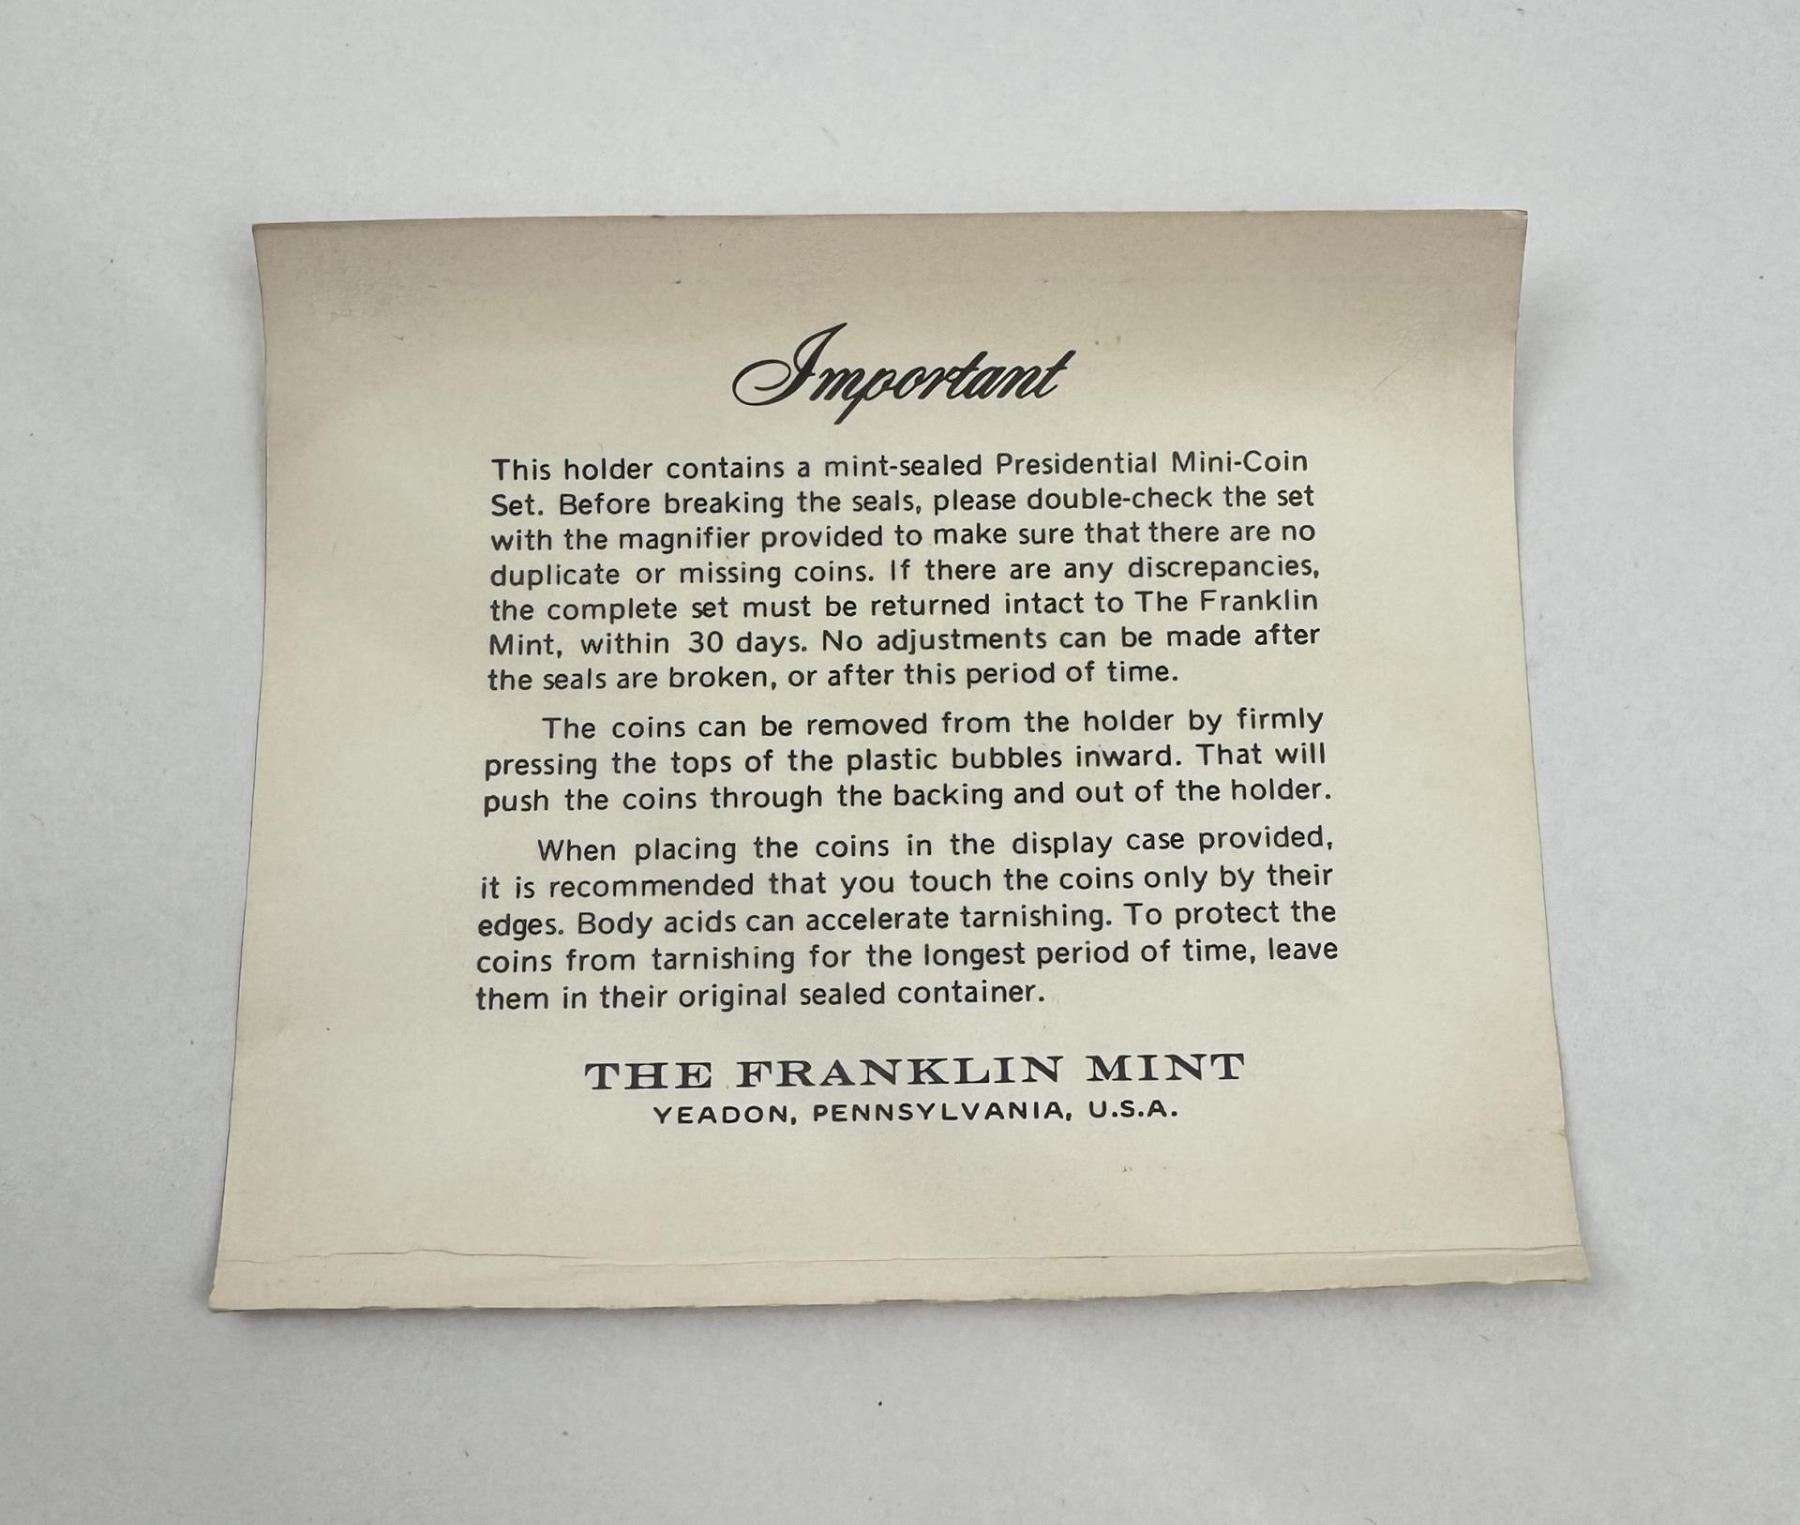 Important
This holder contains a mint-sealed Presidential Mini-Coin
Set. Before breaking the seals, please double-check the set
with the magnifier provided to make sure that there are no
duplicate or missing coins. If there are any discrepancies,
the complete set must be returned intact to The Franklin
Mint, within 30 days. No adjustments can be made after
the seals are broken, or after this period of time.
The coins can be removed from the holder by firmly
pressing the tops of the plastic bubbles inward. That will
push the coins through the backing and out of the holder.
When placing the coins in the display case provided,
it is recommended that you touch the coins only by their
edges. Body acids can accelerate tarnishing. To protect the
coins from tarnishing for the longest period of time, leave
them in their original sealed container.
THE FRANKLIN MINT
YEADON, PENNSYLVANIA, U.S.A.